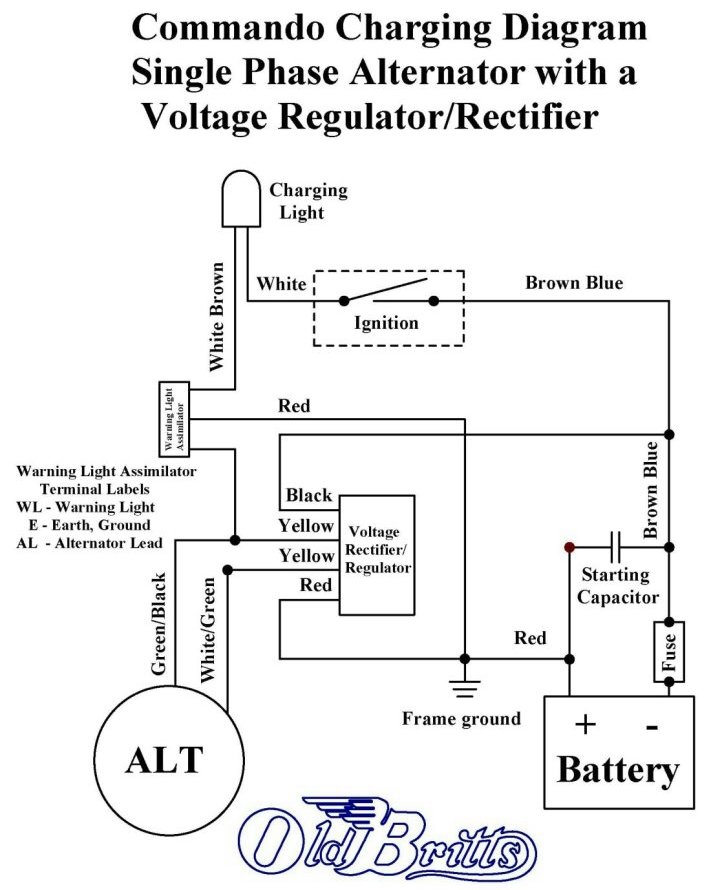 Commando Charging Diagram
Single Phase Alternator with a
Voltage Regulator/Rectifier
Charging
Light
White
Brown Blue
Ignition
White Brown
Warning Light
Assimilator
Red
Warning Light Assimilator
Terminal Labels
WL - Warning Light
E - Earth, Ground
AL - Alternator Lead
Black
Yellow
Yellow
Red
Voltage
Rectifier/
Regulator
Brown Blue
Starting
Capacitor
Green/Black
White/Green
Red
Fuse
Frame ground
+ -
Battery
ALT
Old Britts